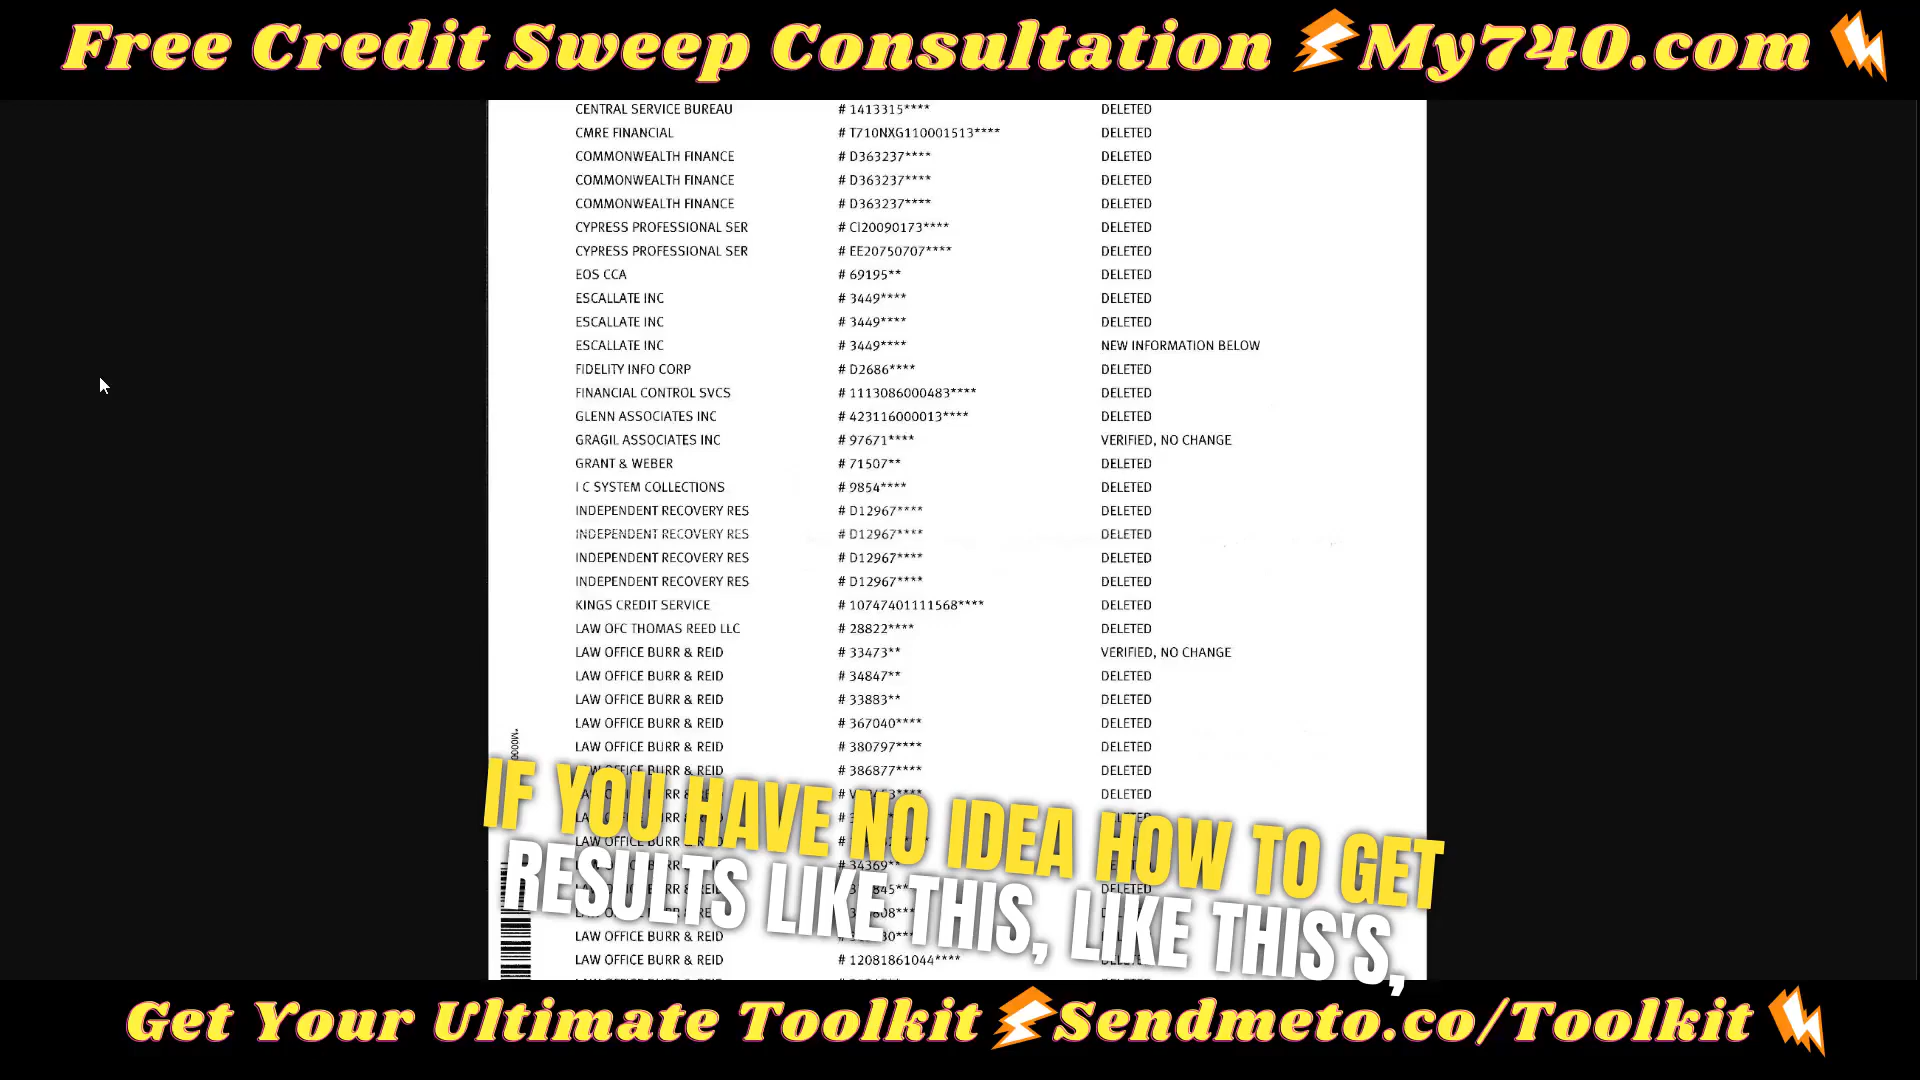 Free Credit Sweep Consultation My740.com
CENTRAL SERVICE BUREAU # 1413315**** DELETED
CMRE FINANCIAL # T710NXG110001513**** DELETED
COMMONWEALTH FINANCE # D363237**** DELETED
COMMONWEALTH FINANCE # D363237**** DELETED
COMMONWEALTH FINANCE # D363237**** DELETED
CYPRESS PROFESSIONAL SER # CI20090173**** DELETED
CYPRESS PROFESSIONAL SER # EE20750707**** DELETED
EOS CCA # 69195** DELETED
ESCALLATE INC # 3449**** DELETED
ESCALLATE INC # 3449**** DELETED
ESCALLATE INC # 3449**** NEW INFORMATION BELOW
FIDELITY INFO CORP # D2686**** DELETED
FINANCIAL CONTROL SVCS # 1113086000483**** DELETED
GLENN ASSOCIATES INC # 423116000013**** DELETED
GRAGIL ASSOCIATES INC # 97671**** VERIFIED, NO CHANGE
GRANT & WEBER # 71507** DELETED
I C SYSTEM COLLECTIONS # 9854**** DELETED
INDEPENDENT RECOVERY RES # D12967**** DELETED
INDEPENDENT RECOVERY RES # D12967**** DELETED
INDEPENDENT RECOVERY RES # D12967**** DELETED
INDEPENDENT RECOVERY RES # D12967**** DELETED
KINGS CREDIT SERVICE # 10747401111568**** DELETED
LAW OFC THOMAS REED LLC # 28822**** DELETED
LAW OFFICE BURR & REID # 33473** VERIFIED, NO CHANGE
LAW OFFICE BURR & REID # 34847** DELETED
LAW OFFICE BURR & REID # 33883** DELETED
LAW OFFICE BURR & REID # 367040**** DELETED
LAW OFFICE BURR & REID # 380797**** DELETED
LAW OFFICE BURR & REID # 386877**** DELETED
DELETED
LAW OFFICE BURR & REID
LAW OFFICE BURR & REID # 12081861044****
IF YOU HAVE NO IDEA HOW TO GET
RESULTS LIKE THIS, LIKE THIS'S,
Get Your Ultimate Toolkit Sendmeto.co/Toolkit